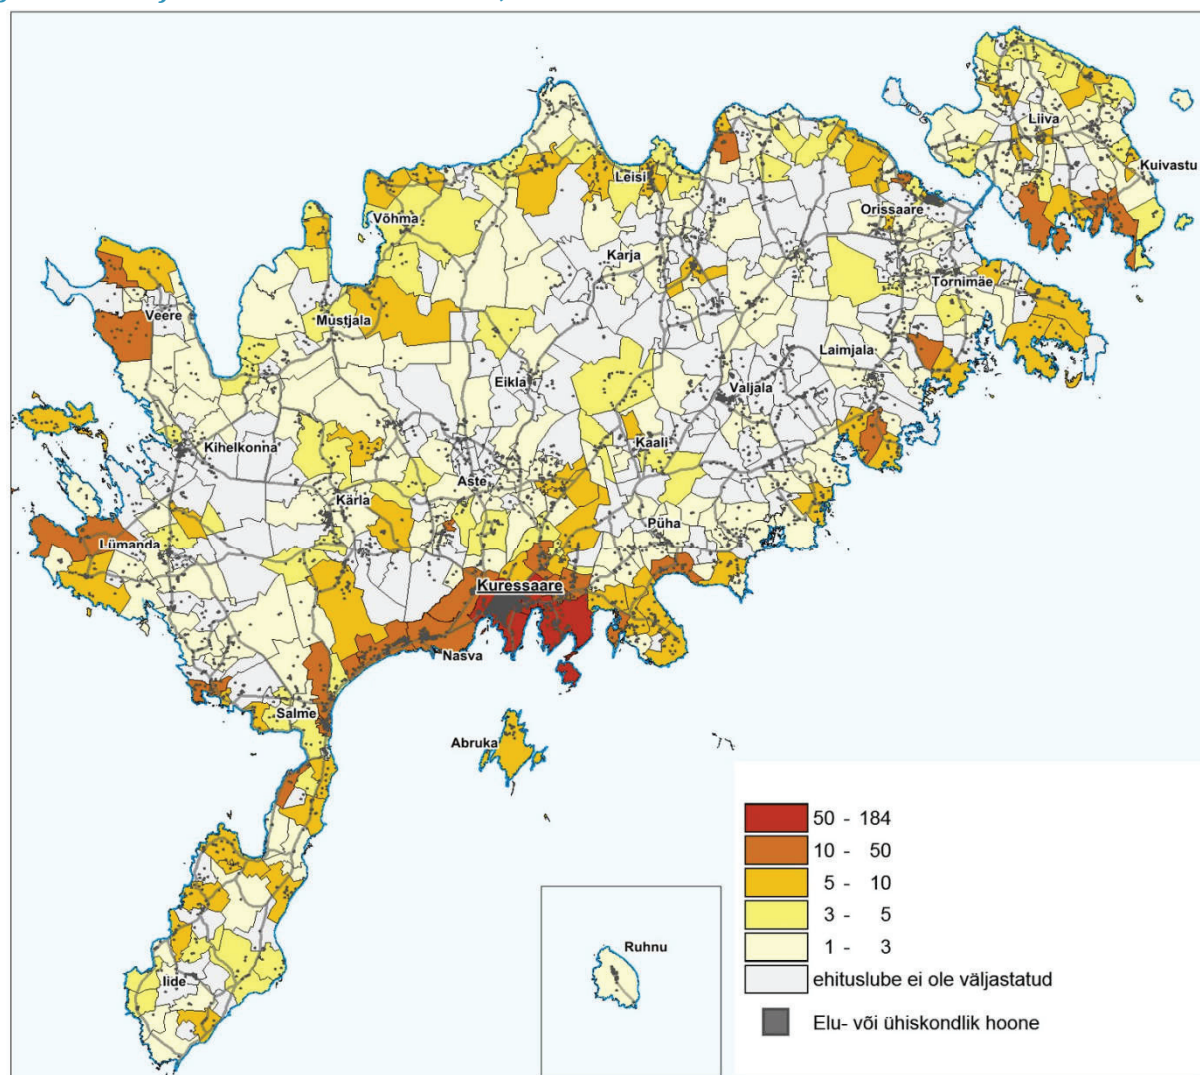 Liiva
Kuivastu
Leisi
Orissaare
Võhma
Karja
Tornimäe
Veere
Mustjala
Laimjala
Eikla
Valjala
Kihelkonna
Kaali
Aste
Kärla
Püha
Lümanda
Kuressaare
Nasva
Salme
Abruka
50 - 184
10 - 50
5 - 10
3 - 5
1 - 3
ehituslube ei ole väljastatud
Elu- või ühiskondlik hoone
Ruhnu
Iide